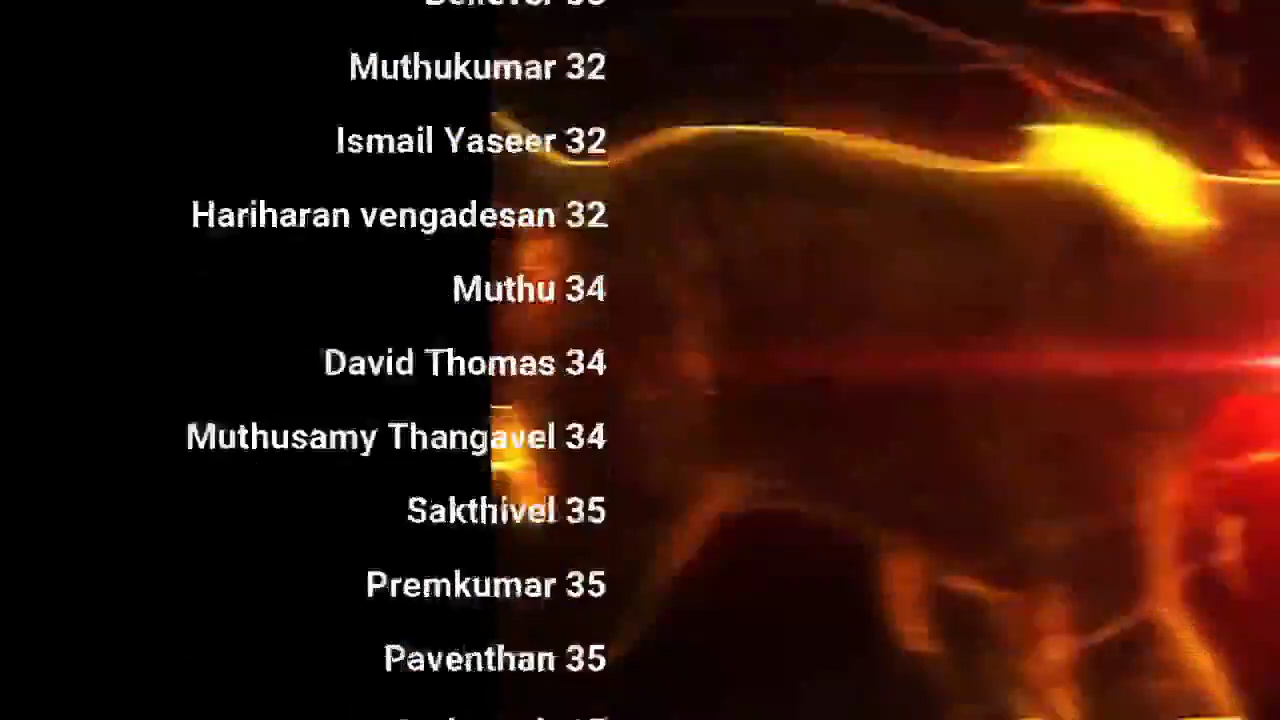 Muthukumar 32
Ismail Yaseer 32
Hariharan vengadesan 32
Muthu 34
David Thomas 34
Muthusamy Thangavel 34
Sakthivel 35
Premkumar 35
Paventhan 35